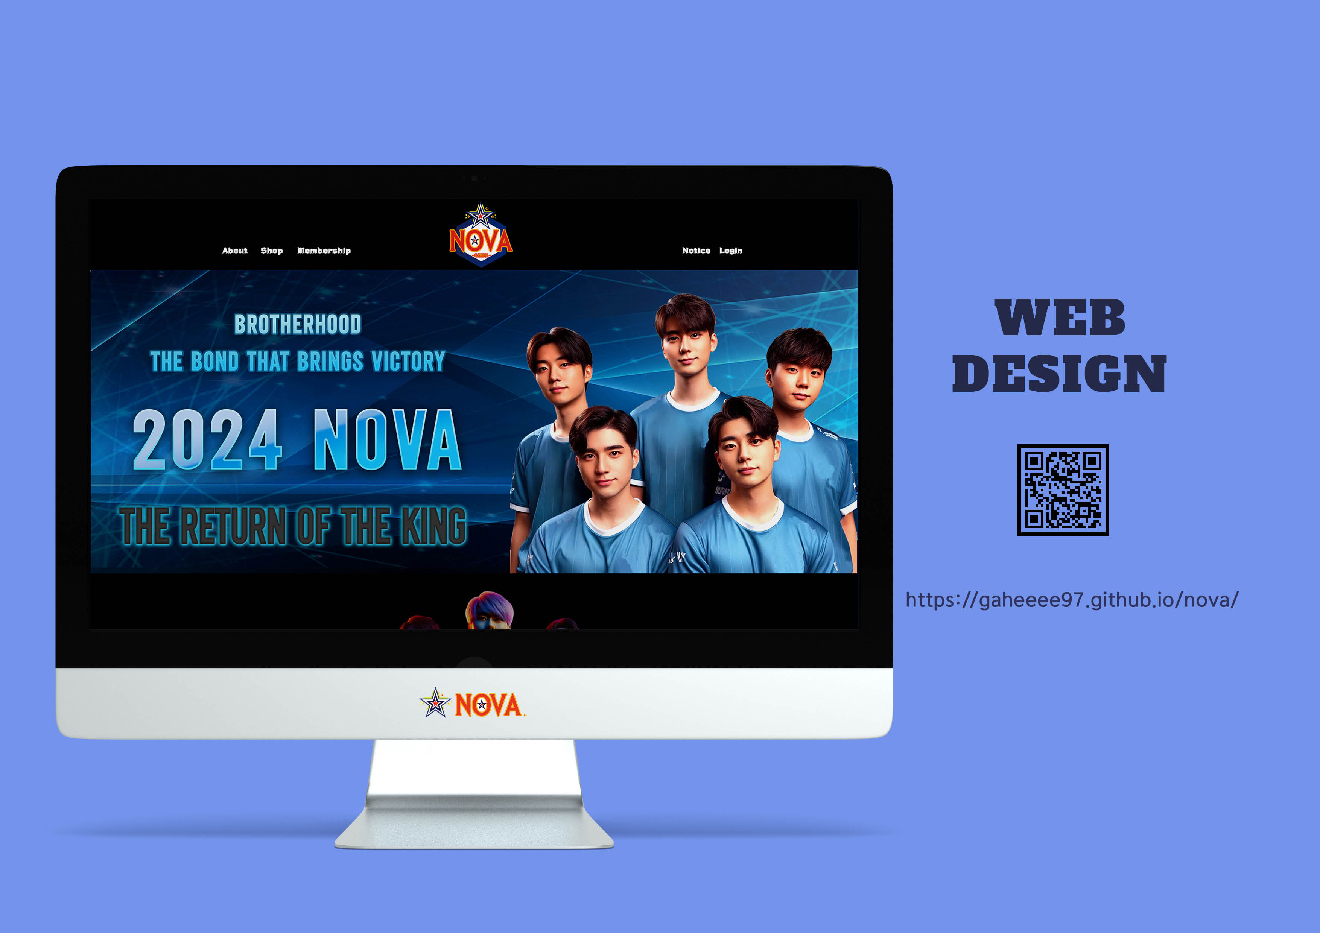 NOVA
About Shop Membership
Notice Login
BROTHERHOOD
THE BOND THAT BRINGS VICTORY
2024 NOVA
THE RETURN OF THE KING
NOVA
WEB
DESIGN
https://gaheeee97.github.io/nova/